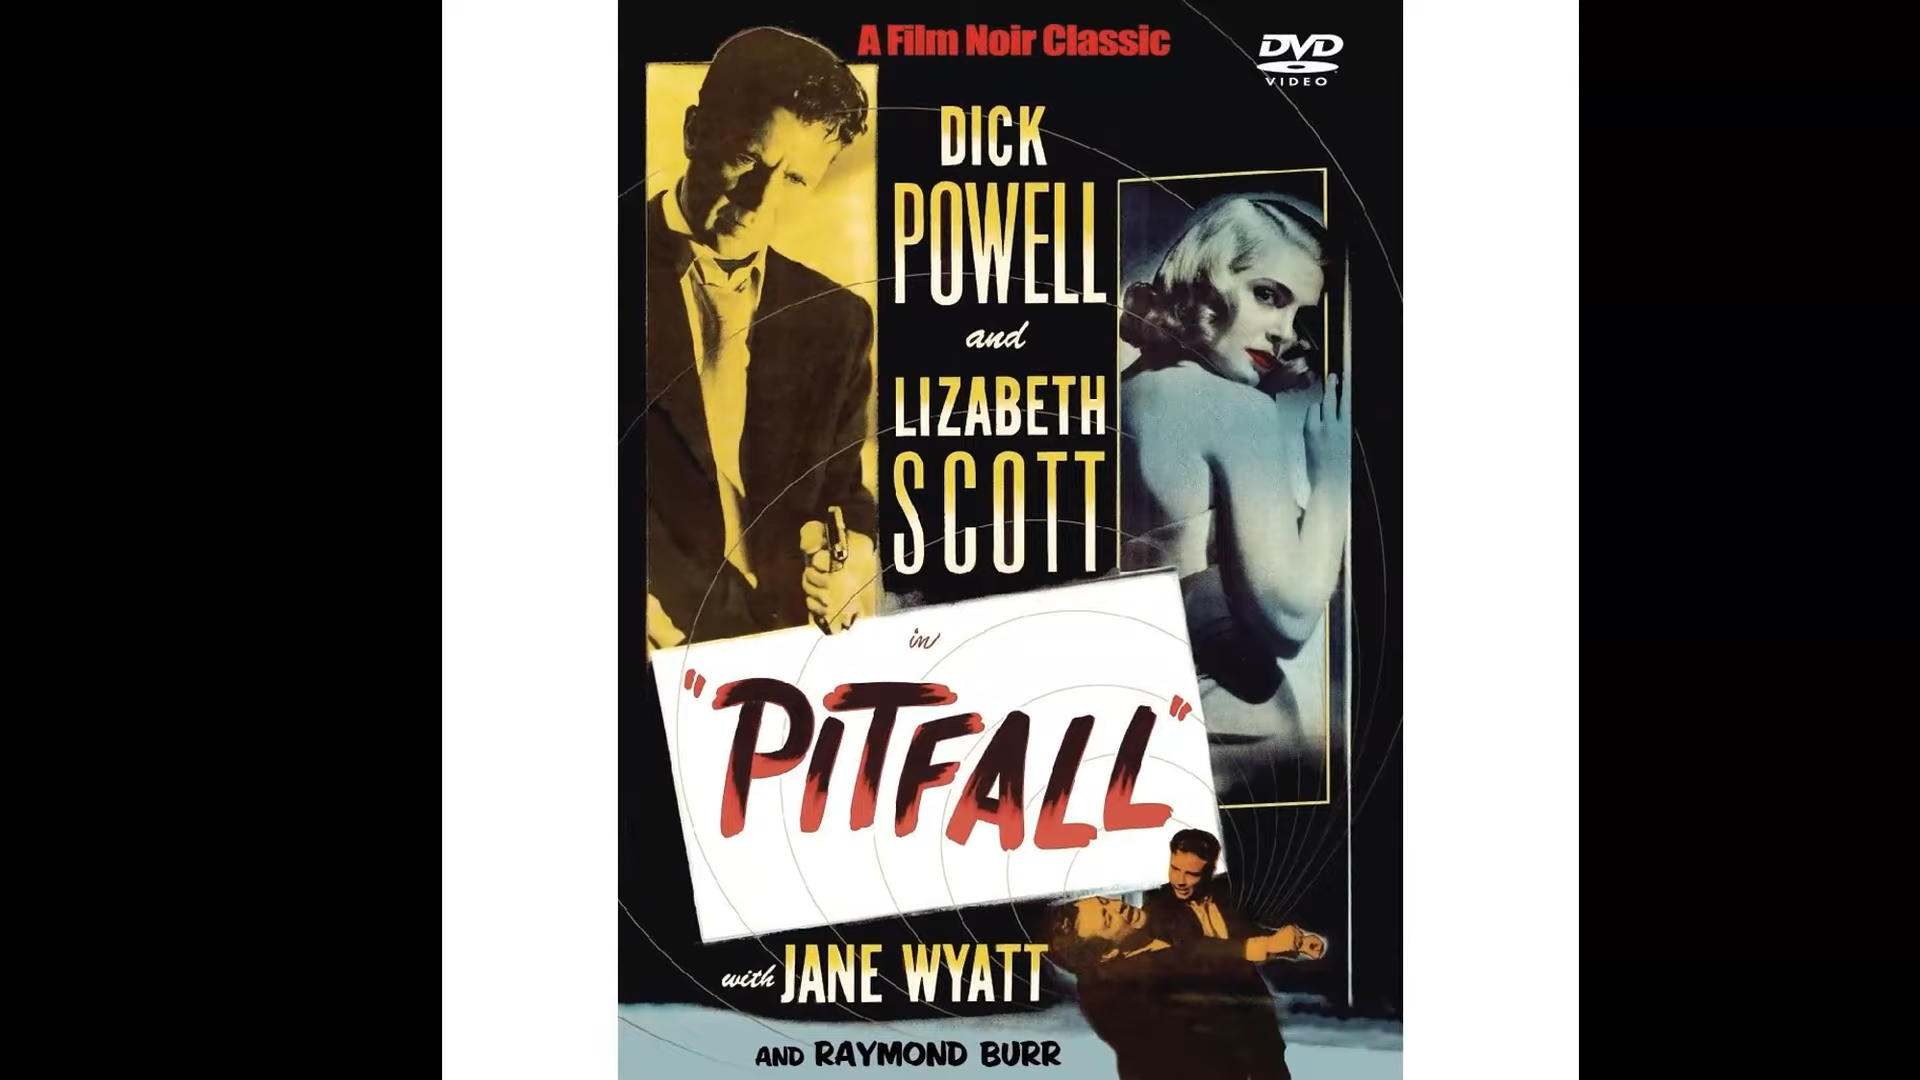 A Film Noir Classic
DVD
VIDEO
DICK
POWELL
and
LIZABETH
SCOTT
in
"PITFALL"
with JANE WYATT
AND RAYMOND BURR